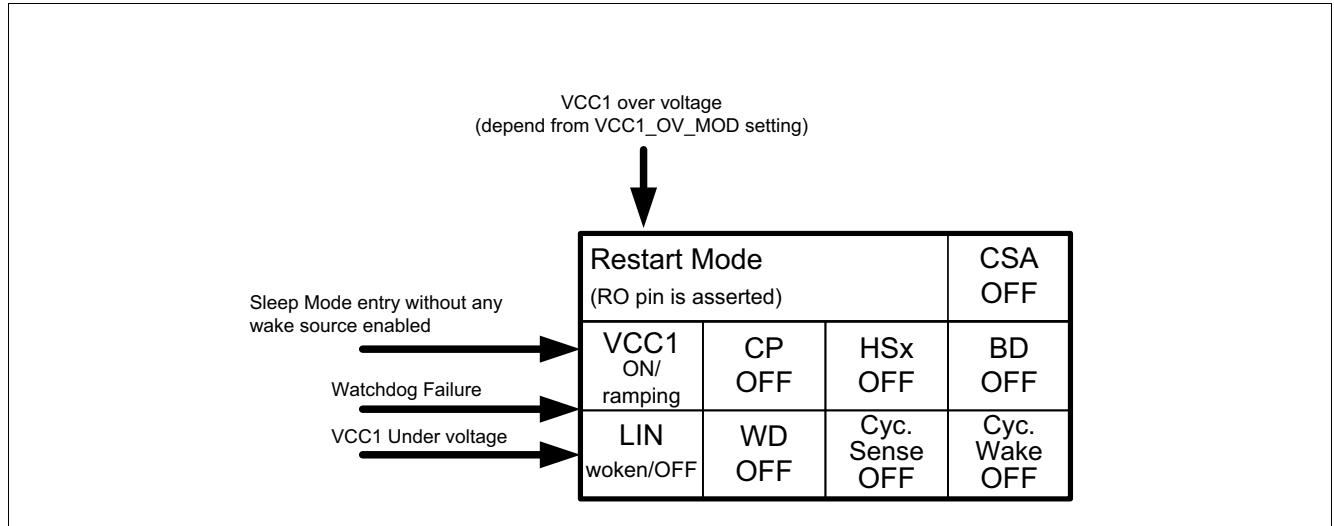 VCC1 over voltage
(depend from VCC1_OV_MOD setting)
Restart Mode
(RO pin is asserted)
CSA
OFF
Sleep Mode entry without any
wake source enabled
VCC1
ON/
ramping
CP
OFF
HSx
OFF
BD
OFF
Watchdog Failure
VCC1 Under voltage
LIN
woken/OFF
WD
OFF
Cyc.
Sense
OFF
Cyc.
Wake
OFF